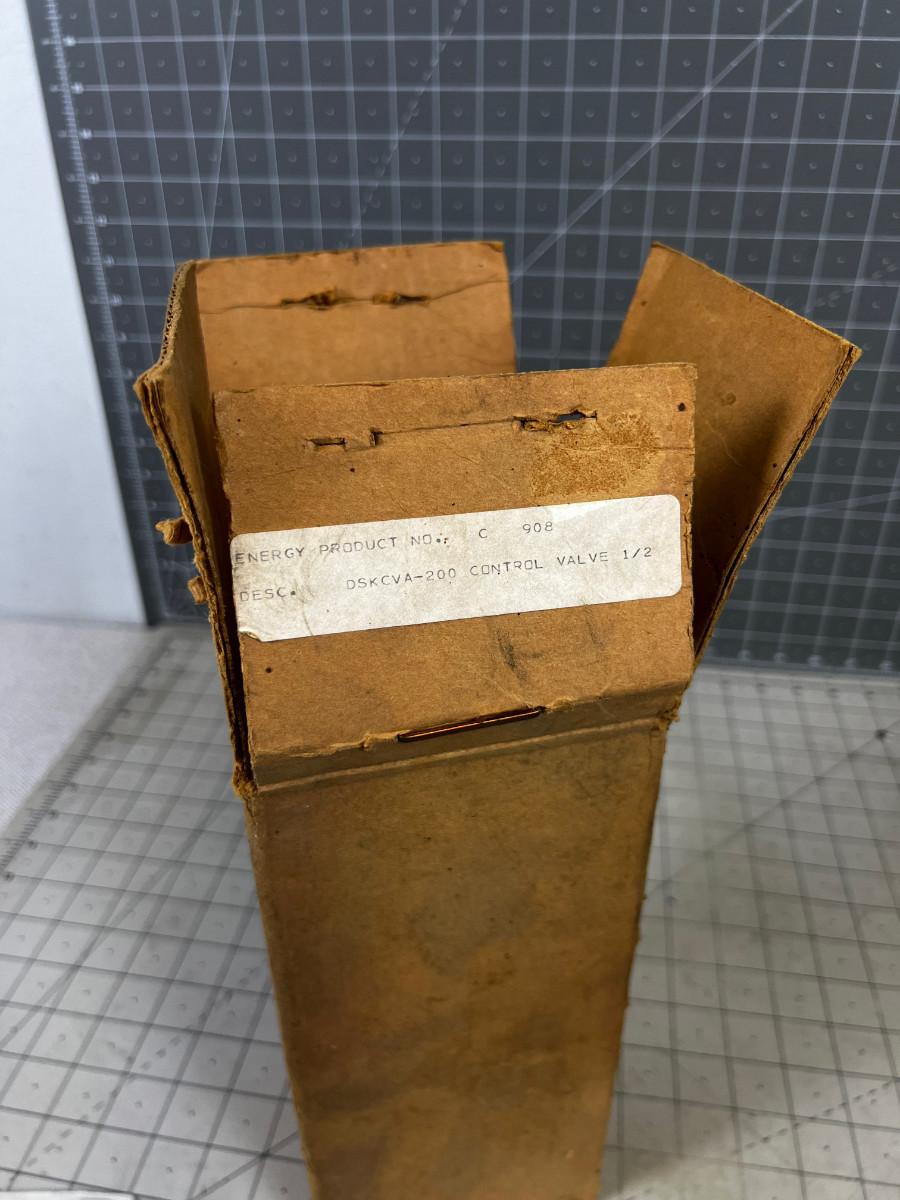 ENERGY PRODUCT NO.: C 908
DESC. DSKCVA-200 CONTROL VALVE 1/2